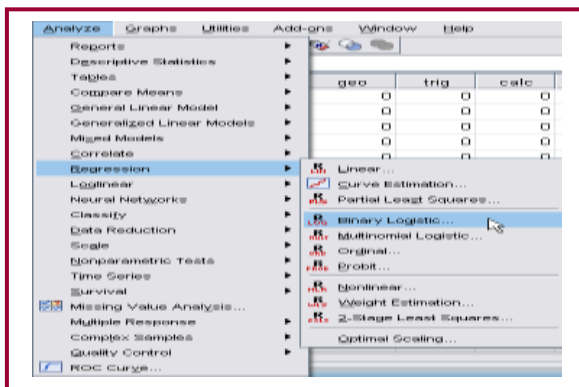 Analyze Graphs Utilities Add-ons Window Help
Reports
Descriptive Statistics
Tables
Compare Means
General Linear Model
Generalized Linear Models
Mixed Models
Correlate
Regression
Loglinear
Neural Networks
Classify
Data Reduction
Scale
Nonparametric Tests
Time Series
Survival
Missing Value Analysis...
Multiple Response
Complex Samples
Quality Control
ROC Curve...
geo trig calc
0 0 0
0 0 0
0 0 0
0 0 0
0 0 0
Linear...
Curve Estimation...
Partial Least Squares...
Binary Logistic...
Multinomial Logistic...
Ordinal...
Probit...
Nonlinear...
Weight Estimation...
2-Stage Least Squares...
Optimal Scaling...